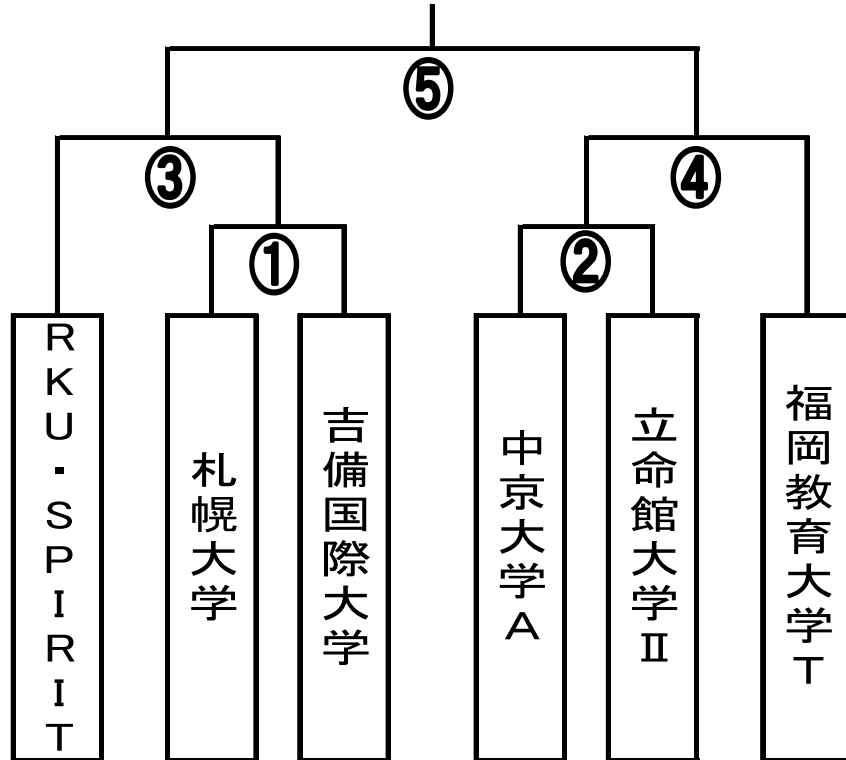 ⑤
③
④
①
②
RKU・SPIRIT
札幌大学
吉備国際大学
中京大学A
立命館大学Ⅱ
福岡教育大学T